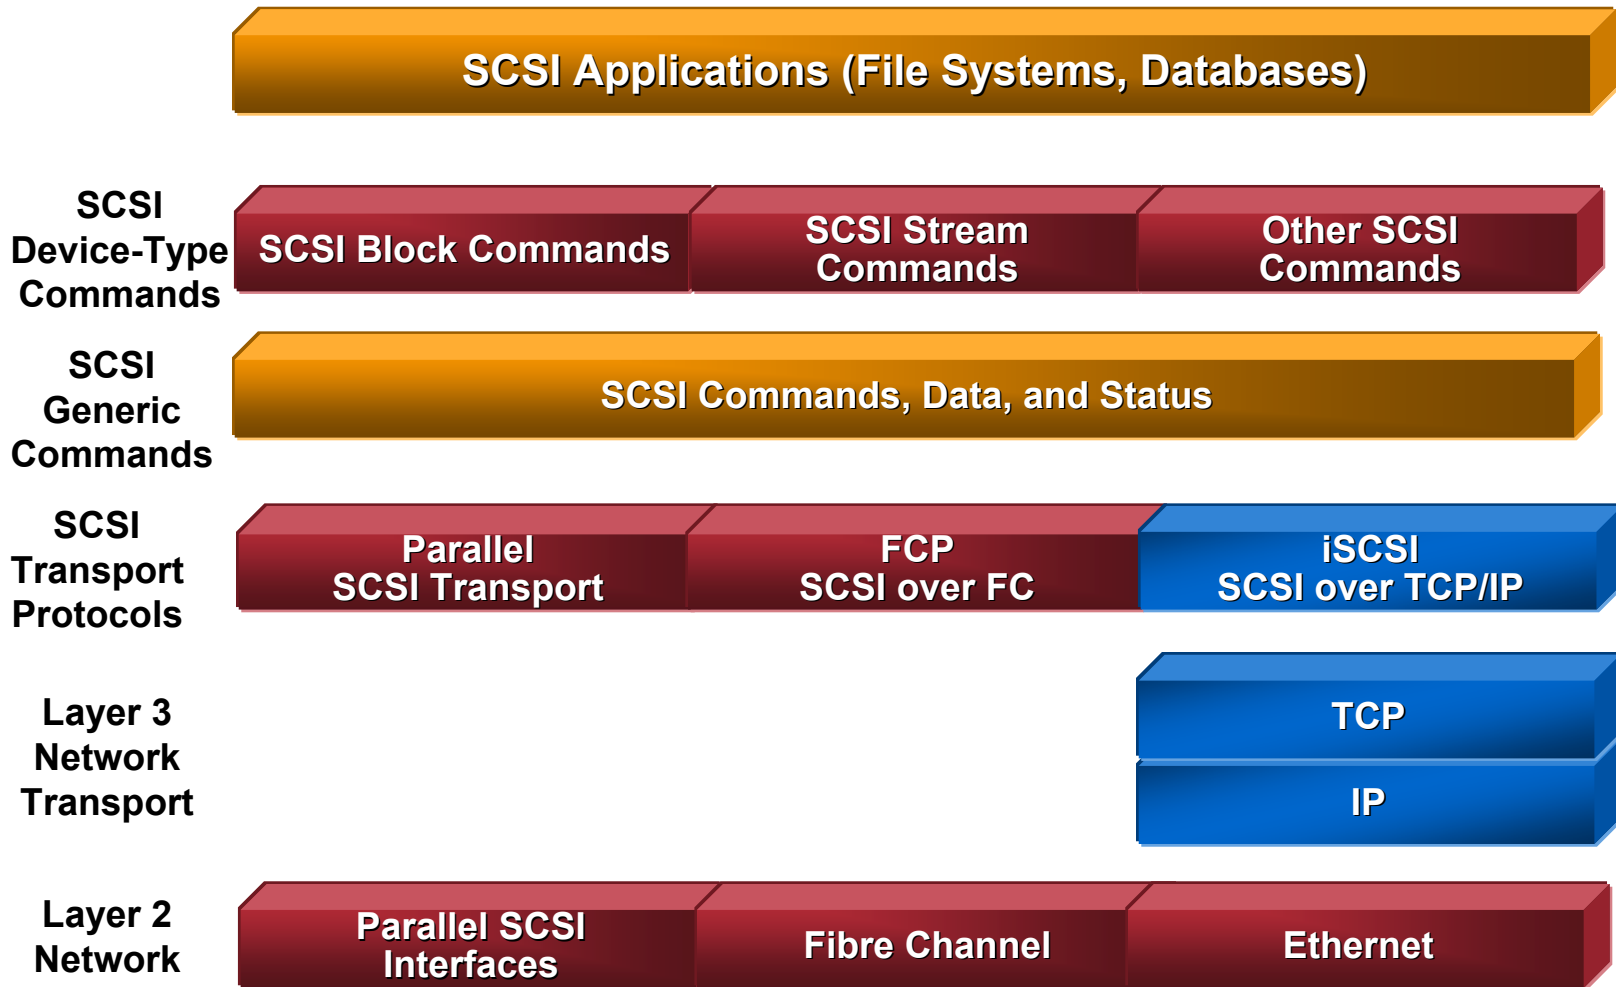 SCSI Applications (File Systems, Databases)
SCSI
Device-Type
Commands
SCSI Block Commands
SCSI Stream
Commands
Other SCSI
Commands
SCSI
Generic
Commands
SCSI Commands, Data, and Status
SCSI
Transport
Protocols
Parallel
SCSI Transport
FCP
SCSI over FC
iSCSI
SCSI over TCP/IP
Layer 3
Network
Transport
TCP
IP
Layer 2
Network
Parallel SCSI
Interfaces
Fibre Channel
Ethernet